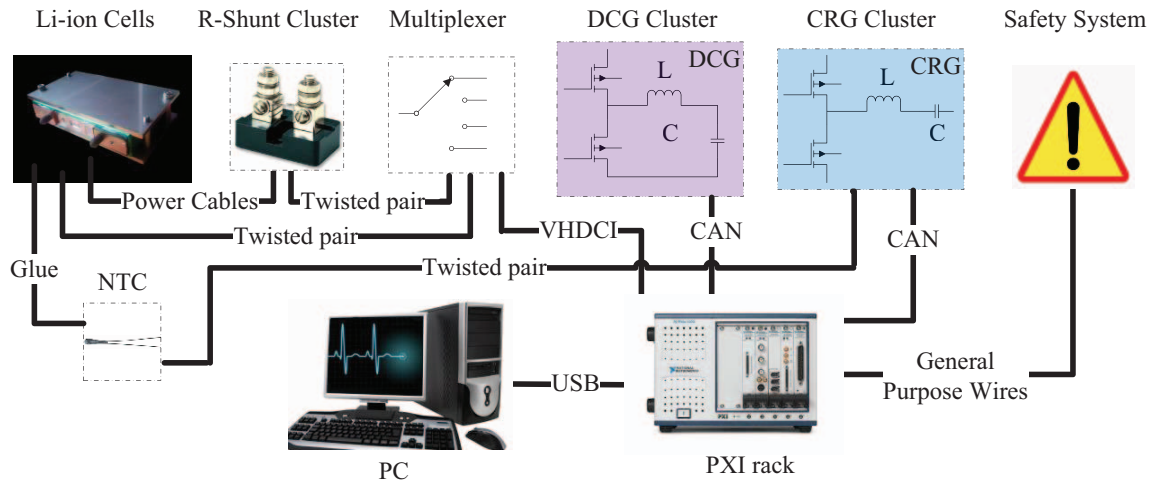 Li-ion Cells
R-Shunt Cluster
Multiplexer
DCG Cluster
CRG Cluster
Safety System
DCG
L
C
CRG
L
C
Power Cables
Twisted pair
Twisted pair
VHDCI
CAN
CAN
Glue
NTC
Twisted pair
USB
General
Purpose Wires
PXI
PC
PXI rack